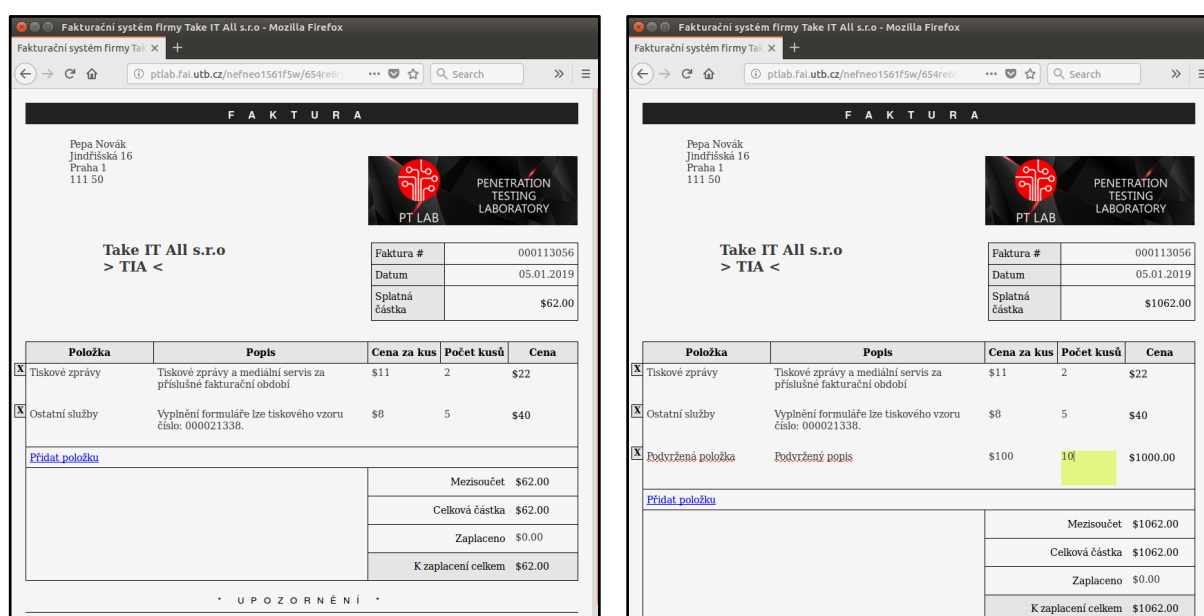 Fakturační systém firmy Take IT All s.r.o - Mozilla Firefox
Fakturační systém firmy Tak × +
ptlab.fai.utb.cz/nefneo1561f5w/654re6r
Search
F A K T U R A
Pepa Novák
Jindřišská 16
Praha 1
111 50
PT LAB
PENETRATION
TESTING
LABORATORY
Take IT All s.r.o
> TIA <
Faktura # 000113056
Datum 05.01.2019
Splatná
částka $62.00
Položka Popis Cena za kus Počet kusů Cena
X Tiskové zprávy Tiskové zprávy a mediální servis za $11 2 $22
příslušné fakturační období
X Ostatní služby Vyplnění formuláře lze tiskového vzoru $8 5 $40
číslo: 000021338.
Přidat položku
Mezisoučet $62.00
Celková částka $62.00
Zaplaceno $0.00
K zaplacení celkem $62.00
* U P O Z O R N Ě N Í *
Fakturační systém firmy Take IT All s.r.o - Mozilla Firefox
Fakturační systém firmy Tak × +
ptlab.fai.utb.cz/nefneo1561f5w/654re6r
Search
F A K T U R A
Pepa Novák
Jindřišská 16
Praha 1
111 50
PT LAB
PENETRATION
TESTING
LABORATORY
Take IT All s.r.o
> TIA <
Faktura # 000113056
Datum 05.01.2019
Splatná
částka $1062.00
Položka Popis Cena za kus Počet kusů Cena
X Tiskové zprávy Tiskové zprávy a mediální servis za $11 2 $22
příslušné fakturační období
X Ostatní služby Vyplnění formuláře lze tiskového vzoru $8 5 $40
číslo: 000021338.
X Podvržená položka Podvržený popis $100 10 $1000.00
Přidat položku
Mezisoučet $1062.00
Celková částka $1062.00
Zaplaceno $0.00
K zaplacení celkem $1062.00